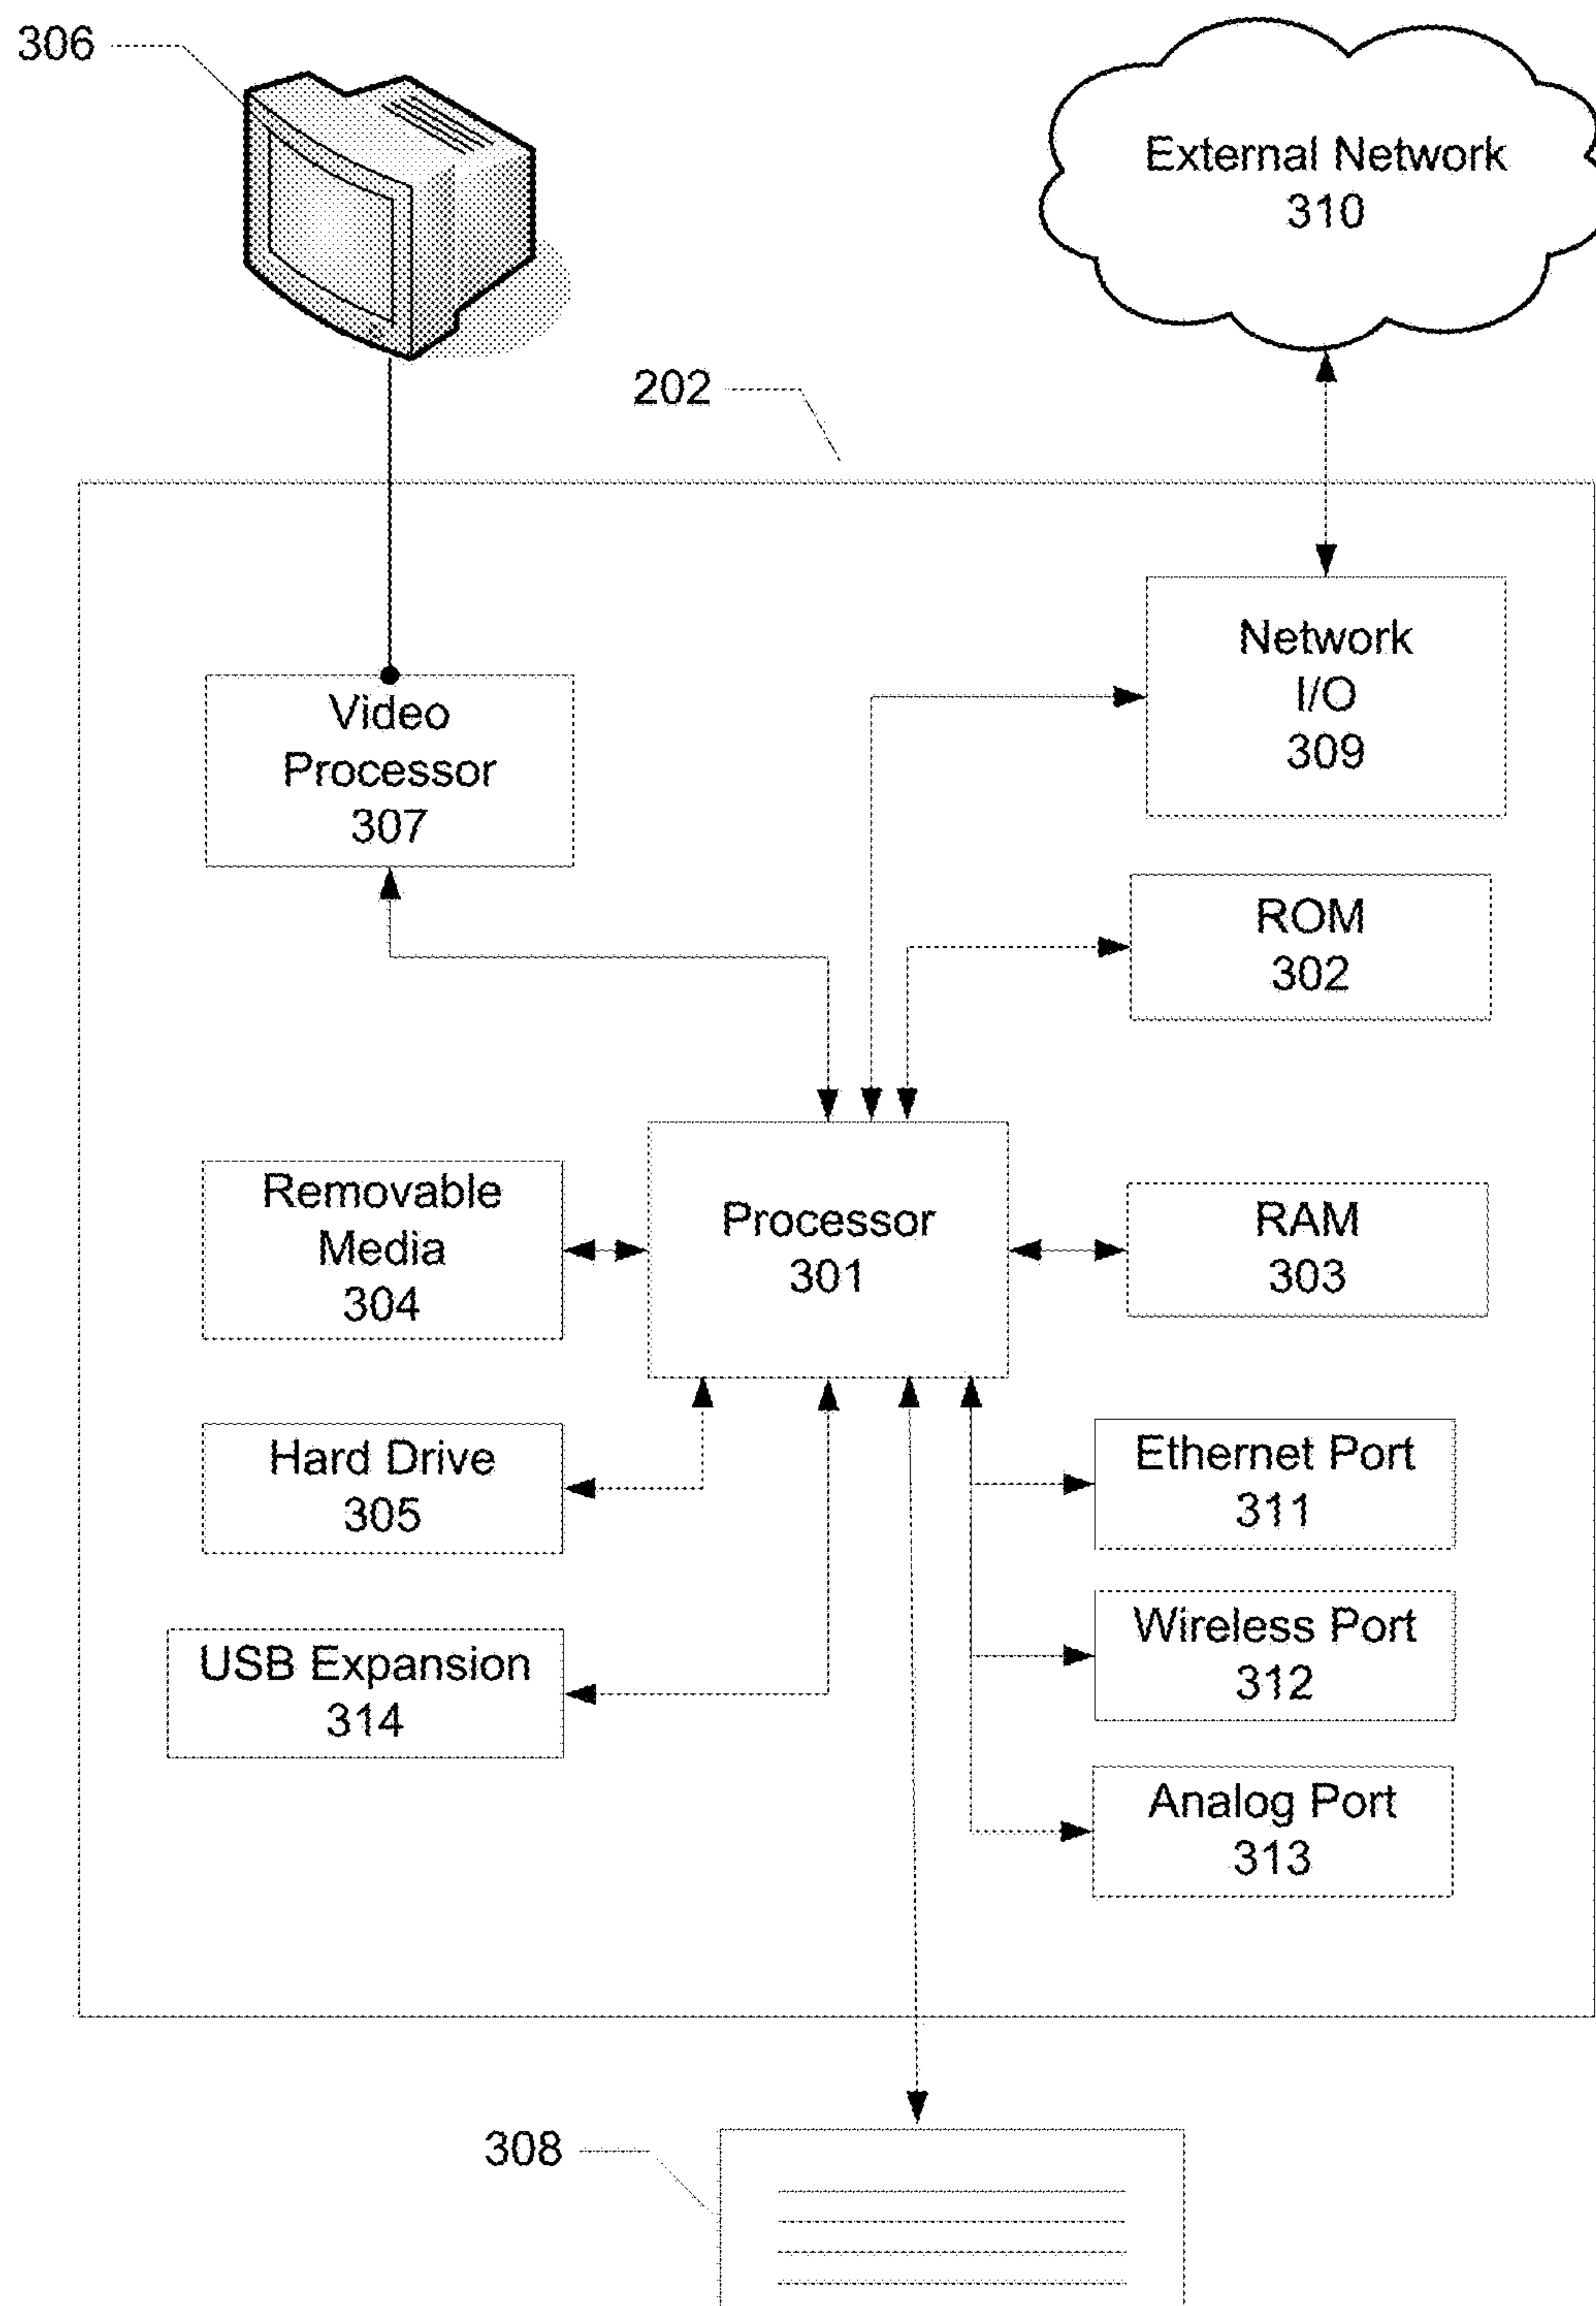 306
External Network
310
202
Network
I/O
309
Video
Processor
307
ROM
302
Removable
Media
304
Processor
301
RAM
303
Hard Drive
305
Ethernet Port
311
USB Expansion
314
Wireless Port
312
Analog Port
313
308